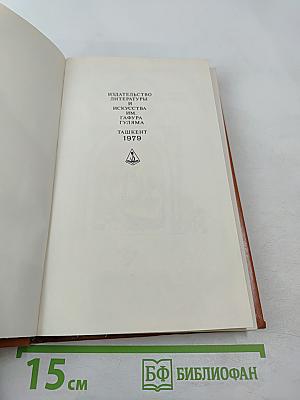 ИЗДАТЕЛЬСТВО
ЛИТЕРАТУРЫ
И
ИСКУССТВА
ИМ.
ГАФУРА
ГУЛЯМА
ТАШКЕНТ
1979
15 см
БФ БИБЛИОФАН